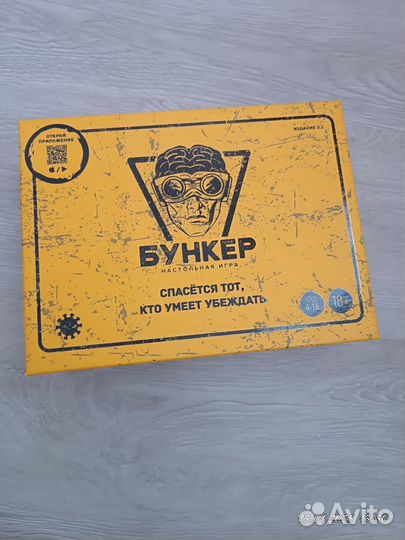 ОТКРОЙ
ПРИЛОЖЕНИЕ
ИЗДАНИЕ 3.1
БУНКЕР
НАСТОЛЬНАЯ ИГРА
СПАСЁТСЯ ТОТ,
КТО УМЕЕТ УБЕЖДАТЬ
4-16
18+
Avito